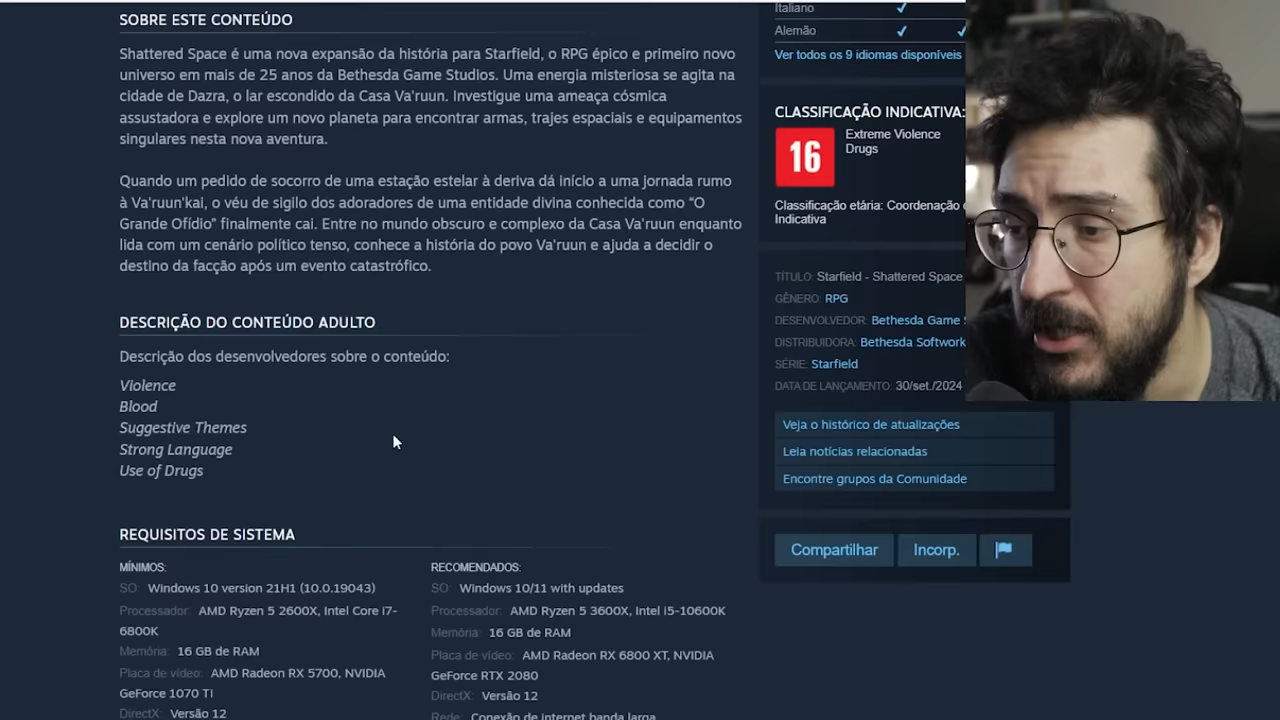 SOBRE ESTE CONTEÚDO
Shattered Space é uma nova expansão da história para Starfield, o RPG épico e primeiro novo
universo em mais de 25 anos da Bethesda Game Studios. Uma energia misteriosa se agita na
cidade de Dazra, o lar escondido da Casa Va'ruun. Investigue uma ameaça cósmica
assustadora e explore um novo planeta para encontrar armas, trajes espaciais e equipamentos
singulares nesta nova aventura.
Quando um pedido de socorro de uma estação estelar à deriva dá início a uma jornada rumo
à Va'ruun'kai, o véu de sigilo dos adoradores de uma entidade divina conhecida como “O
Grande Ofídio” finalmente cai. Entre no mundo obscuro e complexo da Casa Va'ruun enquanto
lida com um cenário político tenso, conhece a história do povo Va'ruun e ajuda a decidir o
destino da facção após um evento catastrófico.
DESCRIÇÃO DO CONTEÚDO ADULTO
Descrição dos desenvolvedores sobre o conteúdo:
Violence
Blood
Suggestive Themes
Strong Language
Use of Drugs
REQUISITOS DE SISTEMA
MÍNIMOS:
SO: Windows 10 version 21H1 (10.0.19043)
Processador: AMD Ryzen 5 2600X, Intel Core i7-
6800K
Memória: 16 GB de RAM
Placa de vídeo: AMD Radeon RX 5700, NVIDIA
GeForce 1070 Ti
DirectX: Versão 12
RECOMENDADOS:
SO: Windows 10/11 with updates
Processador: AMD Ryzen 5 3600X, Intel i5-10600K
Memória: 16 GB de RAM
Placa de vídeo: AMD Radeon RX 6800 XT, NVIDIA
GeForce RTX 2080
DirectX: Versão 12
Rede: Conexão de internet banda larga
Italiano
Alemão
Ver todos os 9 idiomas disponíveis
CLASSIFICAÇÃO INDICATIVA:
16
Extreme Violence
Drugs
Classificação etária: Coordenação
Indicativa
TÍTULO: Starfield - Shattered Space
GÊNERO: RPG
DESENVOLVEDOR: Bethesda Game
DISTRIBUIDORA: Bethesda Softwork
SÉRIE: Starfield
DATA DE LANÇAMENTO: 30/set./2024
Veja o histórico de atualizações
Leia notícias relacionadas
Encontre grupos da Comunidade
Compartilhar
Incorp.